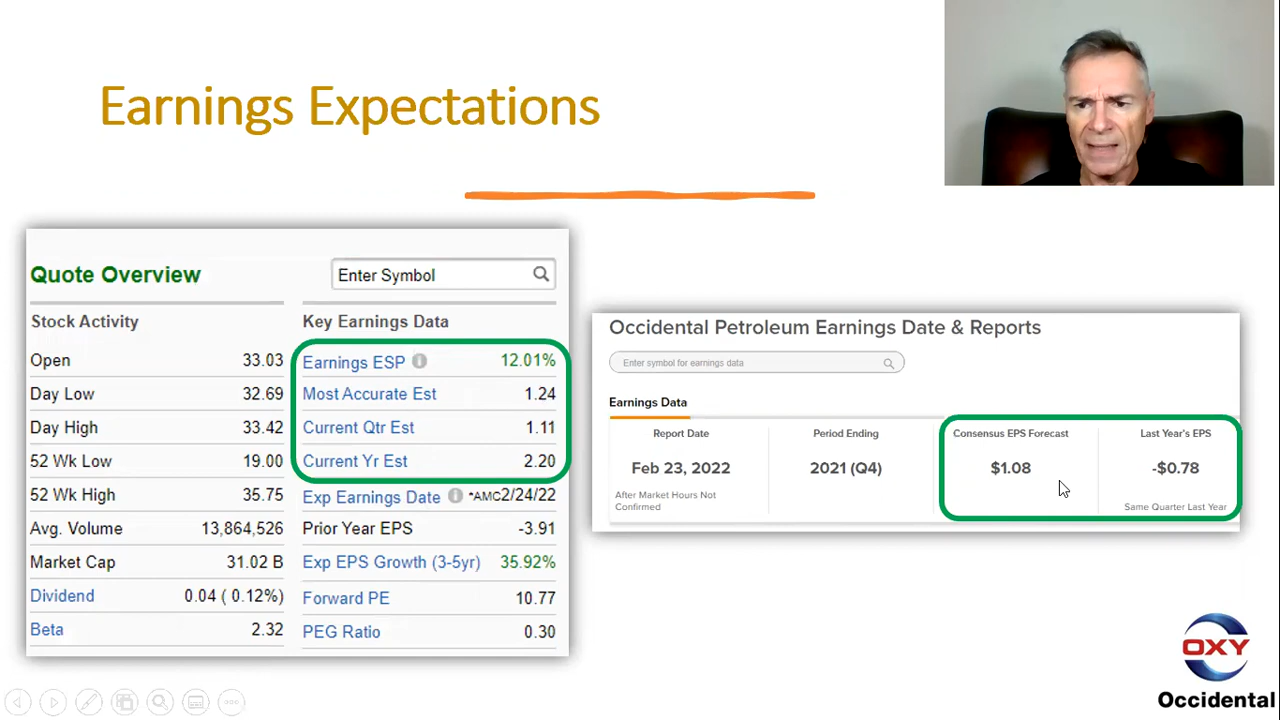 Earnings Expectations
Quote Overview
Enter Symbol
Stock Activity
Open 33.03
Day Low 32.69
Day High 33.42
52 Wk Low 19.00
52 Wk High 35.75
Avg. Volume 13,864,526
Market Cap 31.02 B
Dividend 0.04 ( 0.12%)
Beta 2.32
Key Earnings Data
Earnings ESP 12.01%
Most Accurate Est 1.24
Current Qtr Est 1.11
Current Yr Est 2.20
Exp Earnings Date *AMC2/24/22
Prior Year EPS -3.91
Exp EPS Growth (3-5yr) 35.92%
Forward PE 10.77
PEG Ratio 0.30
Occidental Petroleum Earnings Date & Reports
Enter symbol for earnings data
Earnings Data
Report Date
Feb 23, 2022
After Market Hours Not
Confirmed
Period Ending
2021 (Q4)
Consensus EPS Forecast
$1.08
Last Year's EPS
-$0.78
Same Quarter Last Year
OXY
Occidental